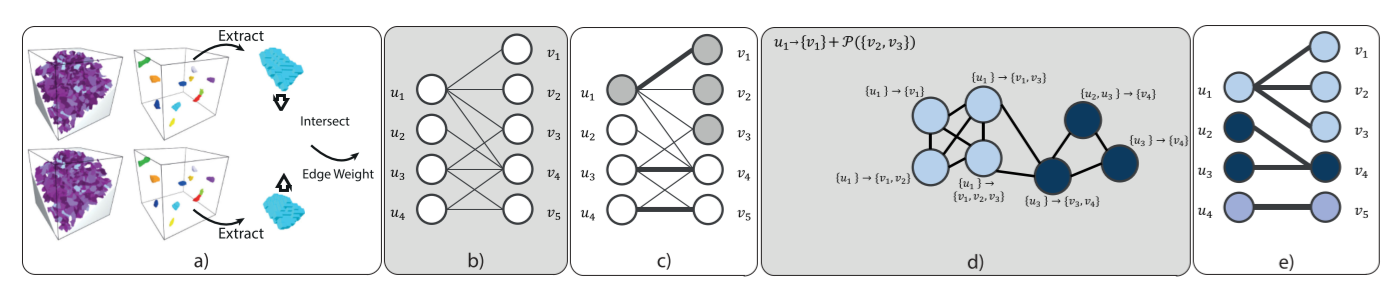 Extract
Intersect
Edge Weight
Extract
a)
u₁
u₂
u₃
u₄
v₁
v₂
v₃
v₄
v₅
b)
u₁
u₂
u₃
u₄
v₁
v₂
v₃
v₄
v₅
c)
u₁→{v₁}+𝒫({v₂,v₃})
{u₁ } → {v₁}
{u₁ } → {v₁, v₃}
{u₂, u₃ } → {v₄}
{u₃ } → {v₄}
{u₁ } → {v₁, v₂}
{u₁ } →
{v₁, v₂, v₃}
{u₃ } → {v₃, v₄}
d)
u₁
u₂
u₃
u₄
v₁
v₂
v₃
v₄
v₅
e)